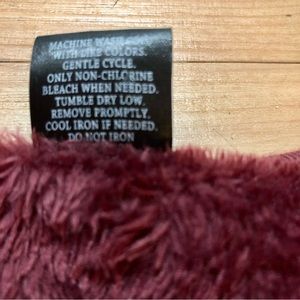 MACHINE WASH COLD
WITH LIKE COLORS.
GENTLE CYCLE.
ONLY NON-CHLORINE
BLEACH WHEN NEEDED.
TUMBLE DRY LOW,
REMOVE PROMPTLY.
COOL IRON IF NEEDED.
DO NOT IRON